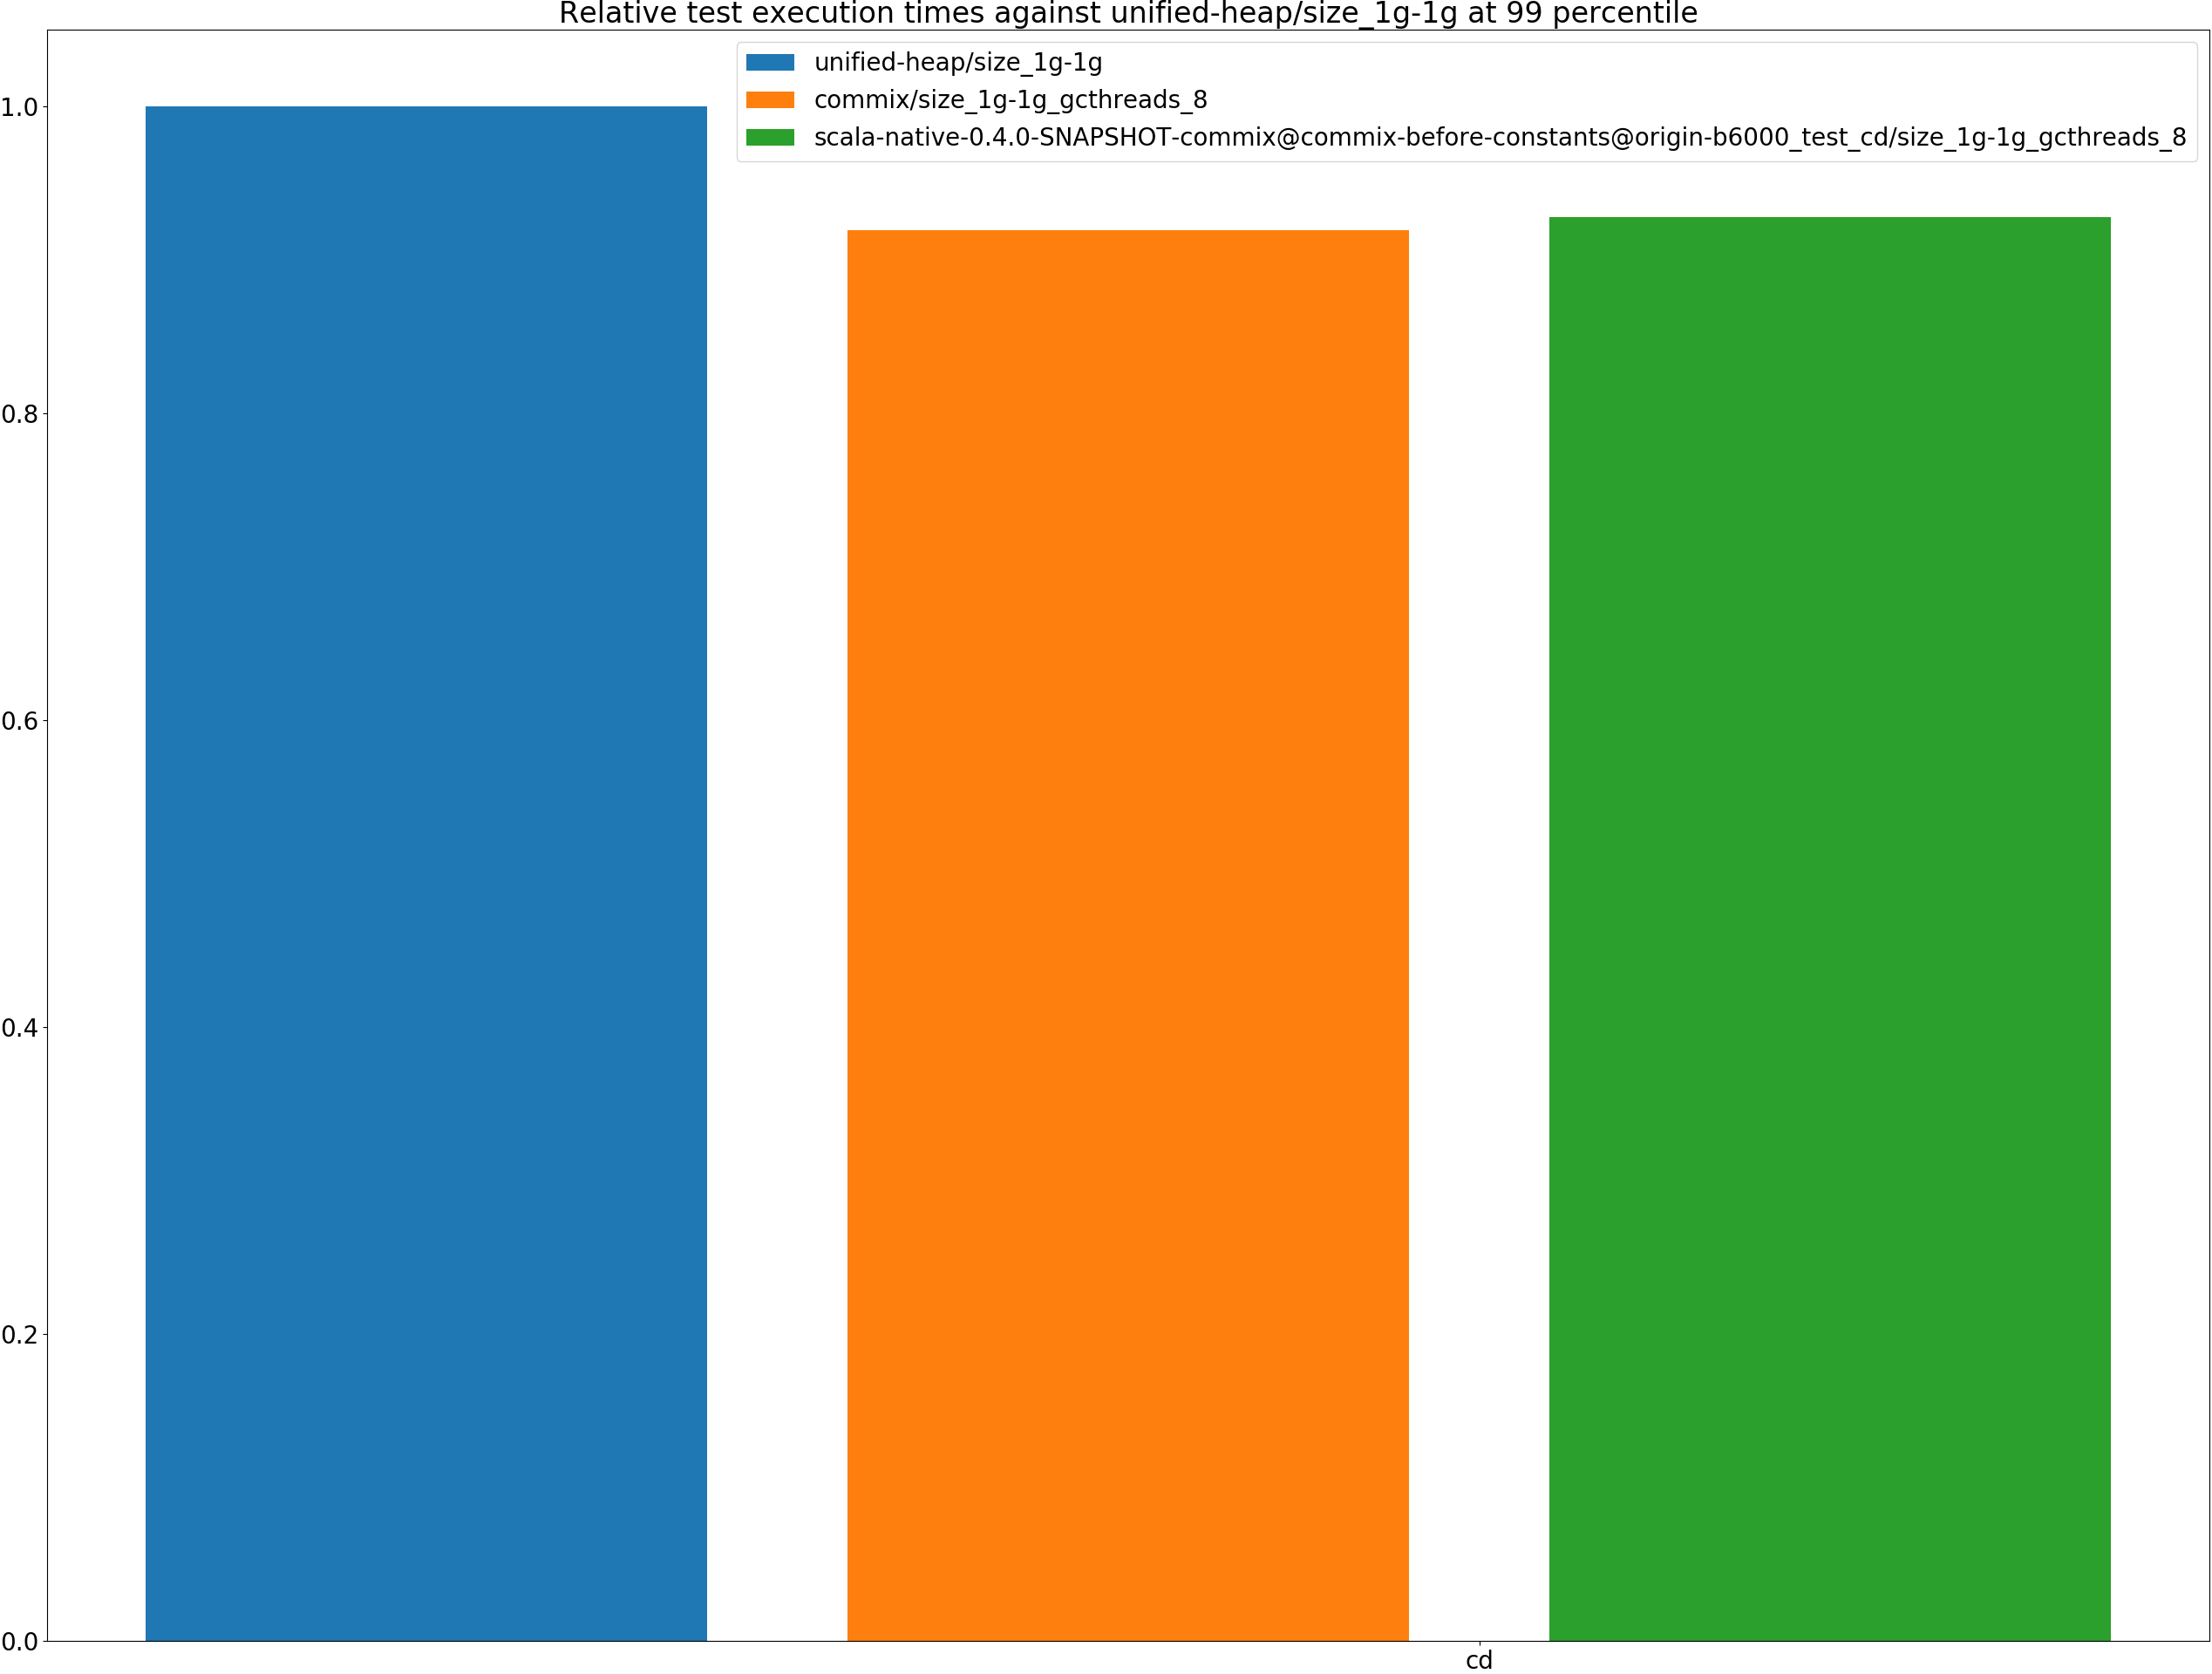 Relative test execution times against unified-heap/size_1g-1g at 99 percentile
unified-heap/size_1g-1g
commix/size_1g-1g_gcthreads_8
scala-native-0.4.0-SNAPSHOT-commix@commix-before-constants@origin-b6000_test_cd/size_1g-1g_gcthreads_8
1.0
0.8
0.6
0.4
0.2
0.0
cd